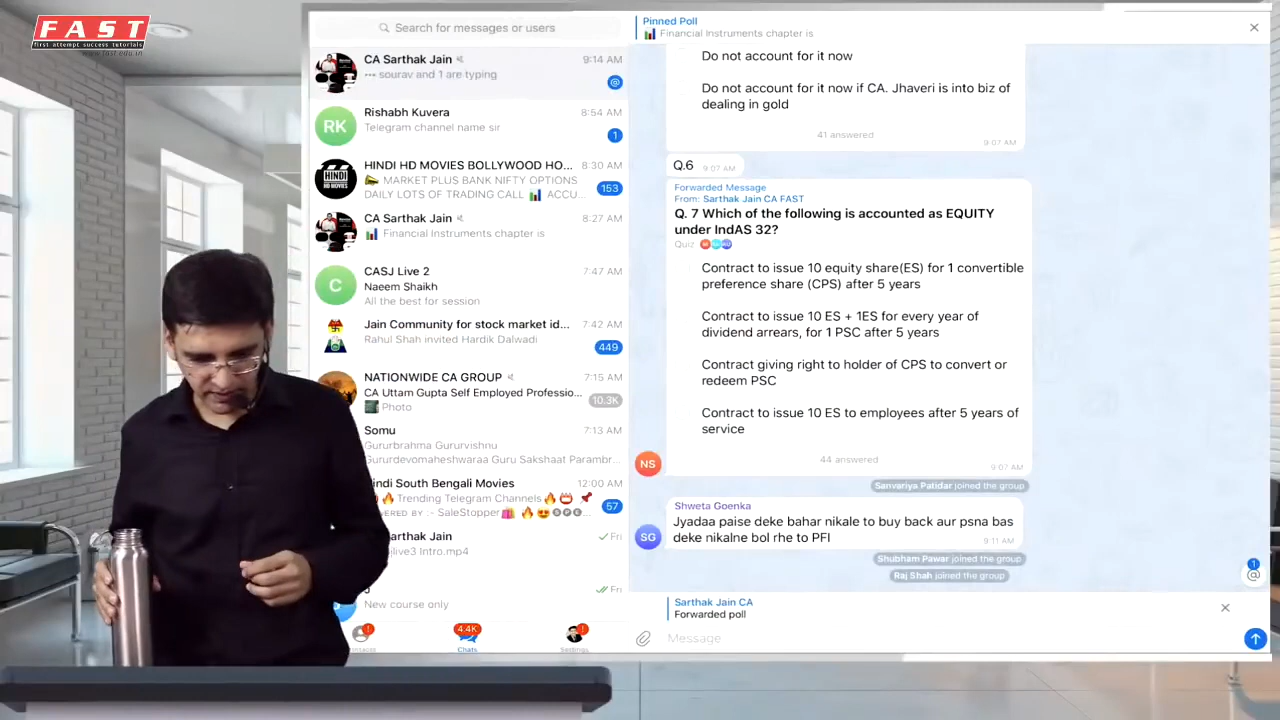 FAST
first attempt success tutorials
www.fast.edu.in
Search for messages or users
CA Sarthak Jain
9:14 AM
sourav and 1 are typing
@
RK
Rishabh Kuvera
8:54 AM
Telegram channel name sir
1
HINDI HD MOVIES
HINDI HD MOVIES BOLLYWOOD HO...
8:30 AM
MARKET PLUS BANK NIFTY OPTIONS
DAILY LOTS OF TRADING CALL 📊 ACCU...
153
CA Sarthak Jain
8:27 AM
📊 Financial Instruments chapter is
C
CASJ Live 2
7:47 AM
Naeem Shaikh
All the best for session
Jain Community for stock market id...
7:42 AM
Rahul Shah invited Hardik Dalwadi
449
NATIONWIDE CA GROUP
7:15 AM
CA Uttam Gupta Self Employed Professio...
Photo
10.3K
Somu
7:13 AM
Gururbrahma Gururvishnu
Gururdevomaheshwaraa Guru Sakshaat Parambr...
indi South Bengali Movies
12:00 AM
🔥 Trending Telegram Channels 🔥
ERED BY :- SaleStopper
57
arthak Jain
Fri
live3 Intro.mp4
Fri
New course only
4.4K
Chats
Settings
Pinned Poll
📊 Financial Instruments chapter is
Do not account for it now
Do not account for it now if CA. Jhaveri is into biz of
dealing in gold
41 answered
9:07 AM
Q.6
9:07 AM
Forwarded Message
From: Sarthak Jain CA FAST
Q. 7 Which of the following is accounted as EQUITY
under IndAS 32?
Quiz
Contract to issue 10 equity share(ES) for 1 convertible
preference share (CPS) after 5 years
Contract to issue 10 ES + 1ES for every year of
dividend arrears, for 1 PSC after 5 years
Contract giving right to holder of CPS to convert or
redeem PSC
Contract to issue 10 ES to employees after 5 years of
service
44 answered
9:07 AM
NS
Sanvariya Patidar joined the group
Shweta Goenka
Jyadaa paise deke bahar nikale to buy back aur psna bas
deke nikalne bol rhe to PFI
9:11 AM
SG
Shubham Pawar joined the group
Raj Shah joined the group
1
@
Sarthak Jain CA
Forwarded poll
Message